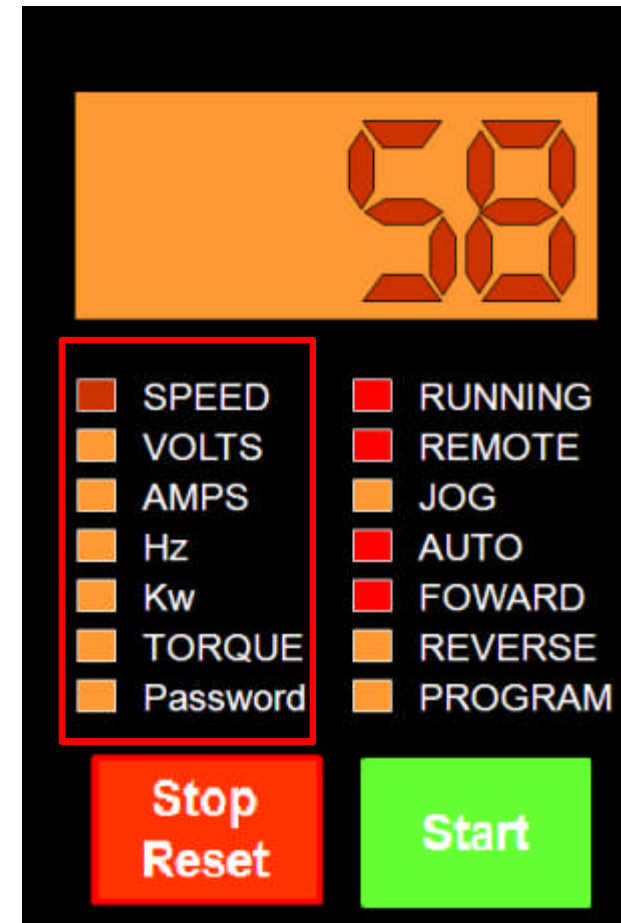 58
SPEED
VOLTS
AMPS
Hz
Kw
TORQUE
Password
RUNNING
REMOTE
JOG
AUTO
FOWARD
REVERSE
PROGRAM
Stop
Reset
Start